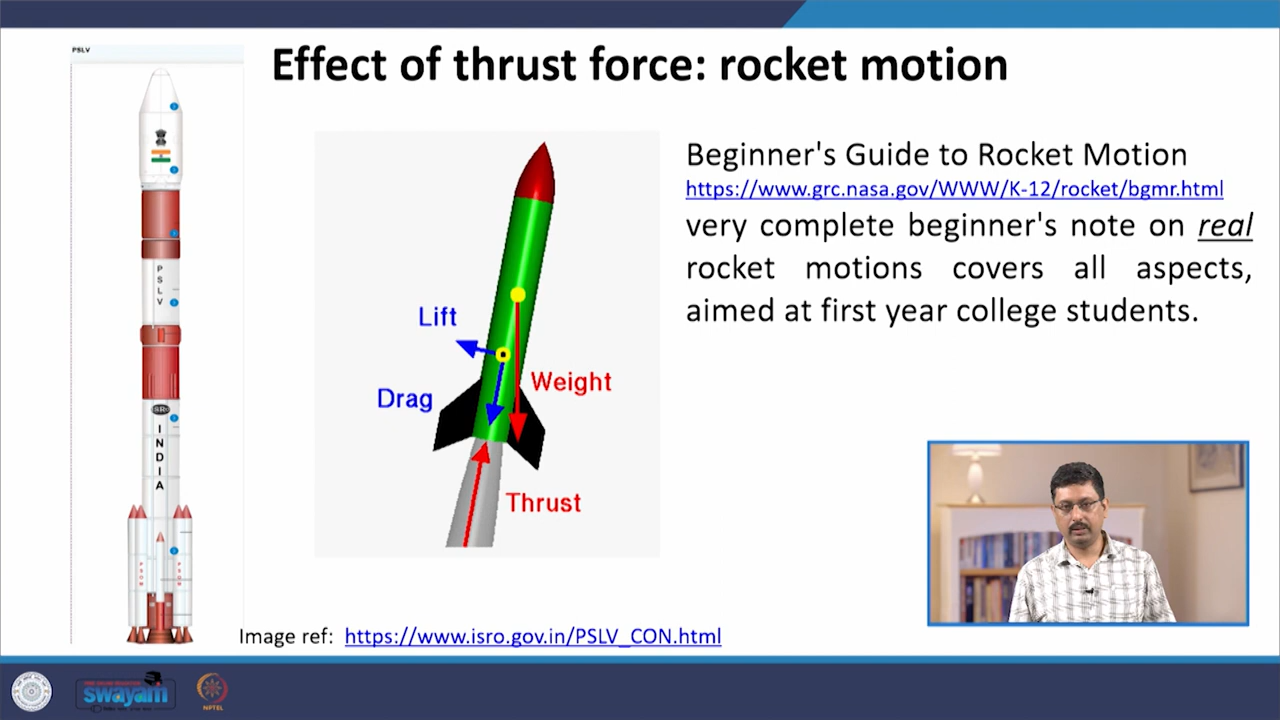 PSLV
Effect of thrust force: rocket motion
Beginner's Guide to Rocket Motion
https://www.grc.nasa.gov/WWW/K-12/rocket/bgmr.html
very complete beginner's note on real
rocket motions covers all aspects,
aimed at first year college students.
Lift
Drag
Weight
Thrust
P
S
L
V
I
N
D
I
A
Image ref: https://www.isro.gov.in/PSLV_CON.html
swayam
NPTEL